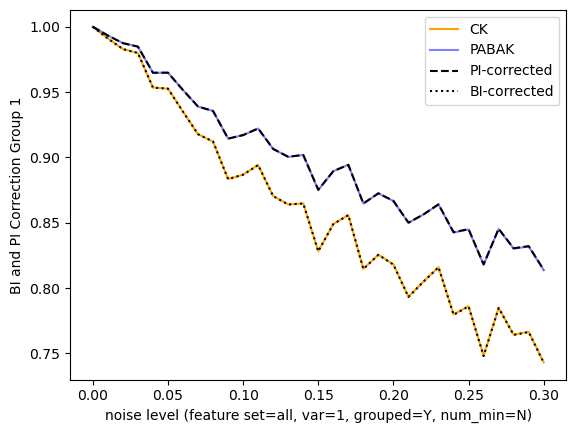 1.00
0.95
0.90
0.85
0.80
0.75
BI and PI Correction Group 1
CK
PABAK
PI-corrected
BI-corrected
0.00 0.05 0.10 0.15 0.20 0.25 0.30
noise level (feature set=all, var=1, grouped=Y, num_min=N)